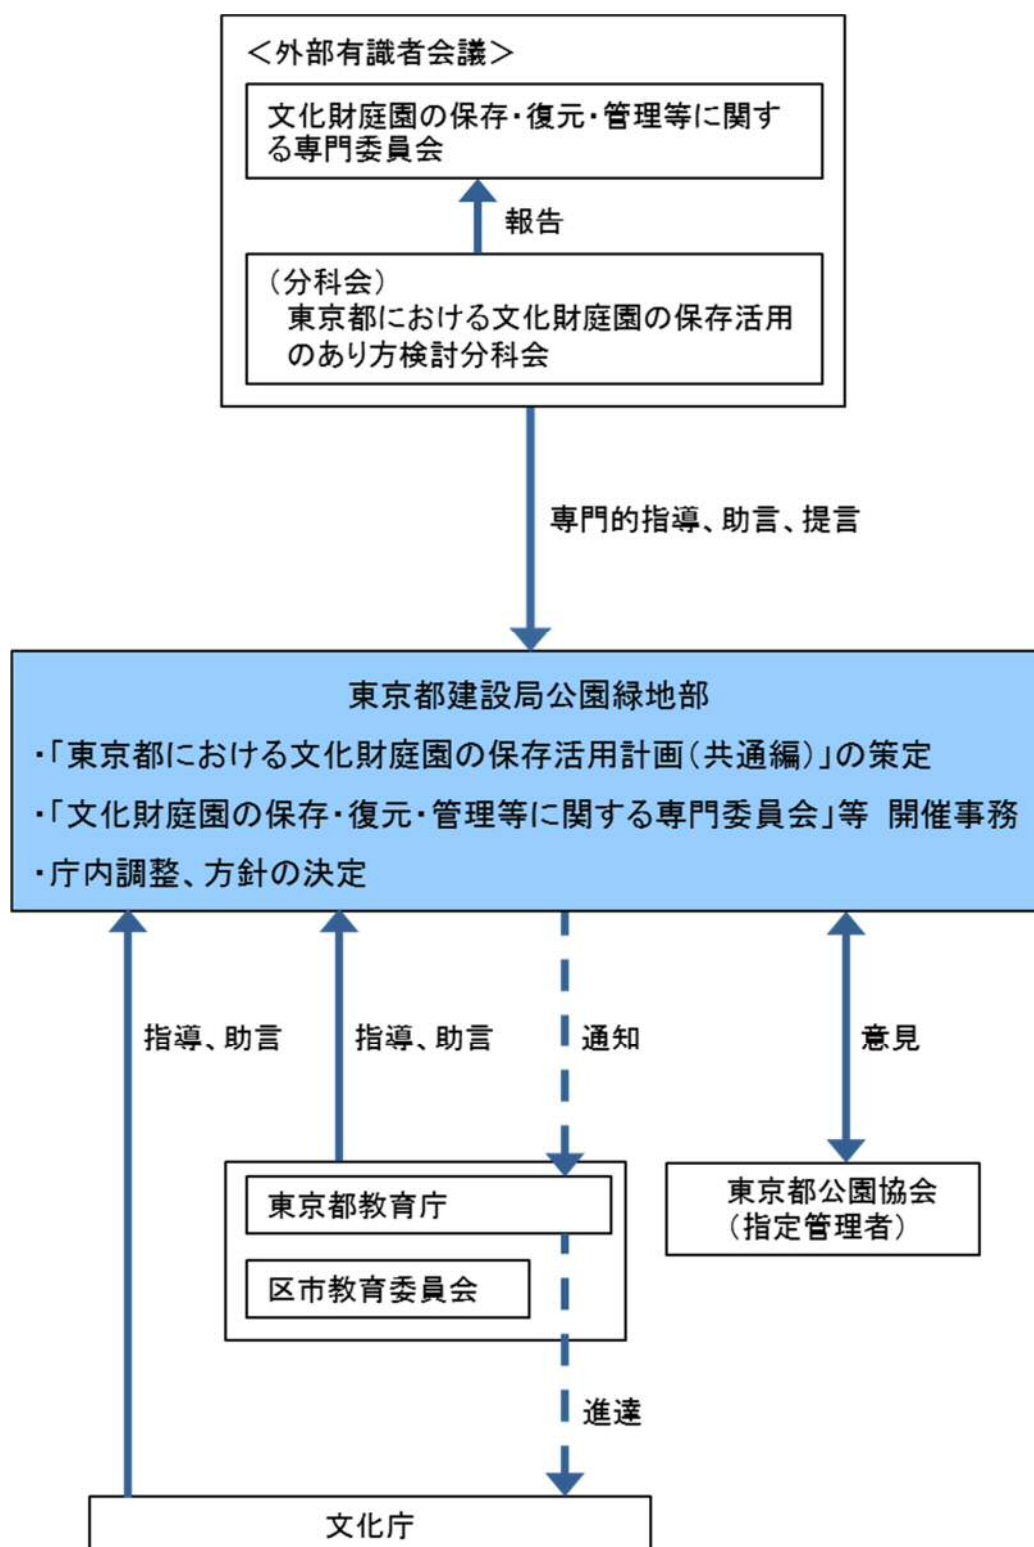 ＜外部有識者会議＞
文化財庭園の保存・復元・管理等に関す
る専門委員会
報告
（分科会）
東京都における文化財庭園の保存活用
のあり方検討分科会
専門的指導、助言、提言
東京都建設局公園緑地部
・「東京都における文化財庭園の保存活用計画（共通編）」の策定
・「文化財庭園の保存・復元・管理等に関する専門委員会」等 開催事務
・庁内調整、方針の決定
指導、助言
指導、助言
通知
意見
東京都教育庁
区市教育委員会
東京都公園協会
（指定管理者）
進達
文化庁